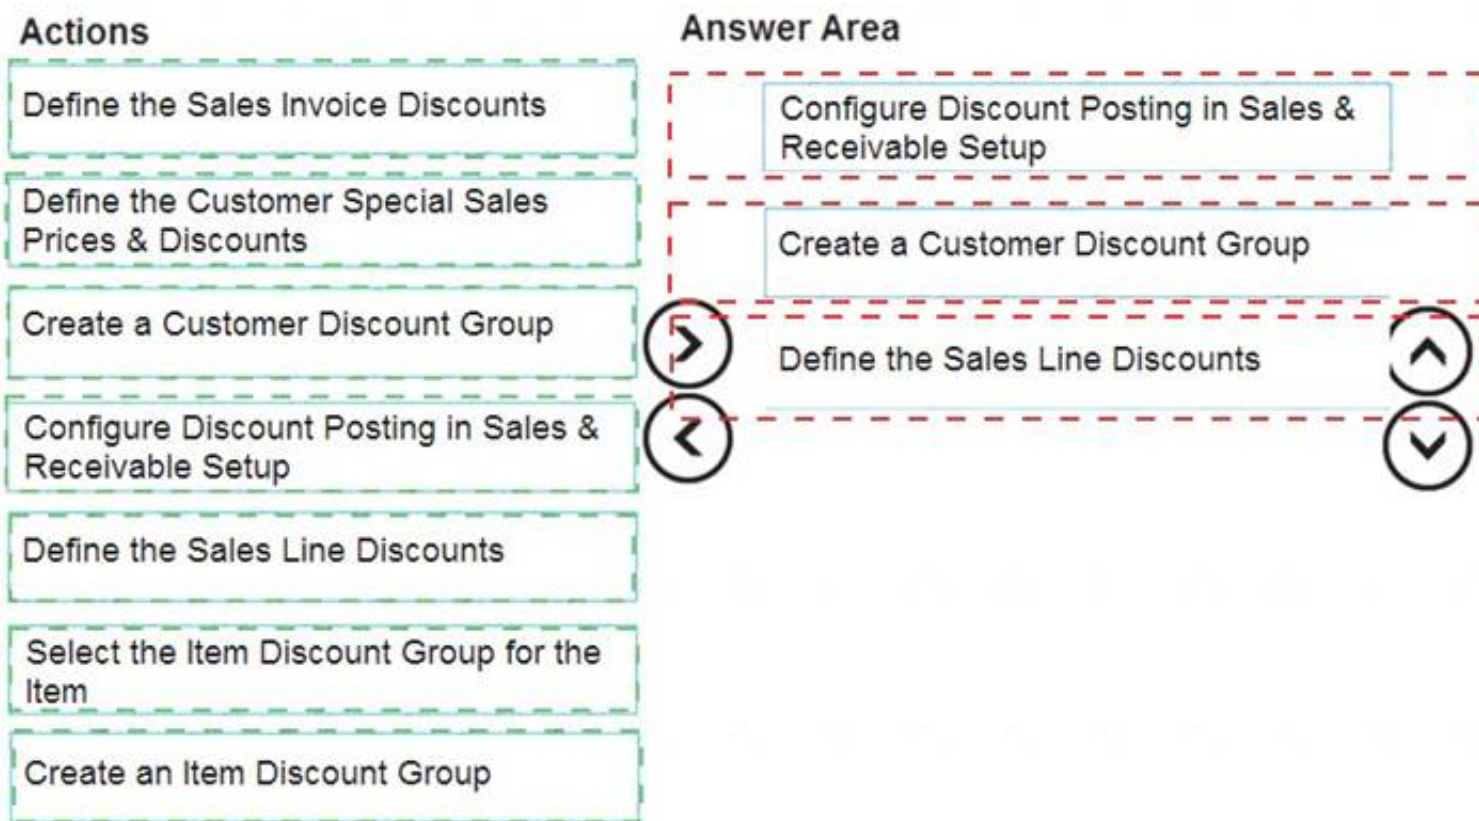 Actions
Define the Sales Invoice Discounts
Define the Customer Special Sales
Prices & Discounts
Create a Customer Discount Group
Configure Discount Posting in Sales &
Receivable Setup
Define the Sales Line Discounts
Select the Item Discount Group for the
Item
Create an Item Discount Group
Answer Area
Configure Discount Posting in Sales &
Receivable Setup
Create a Customer Discount Group
Define the Sales Line Discounts